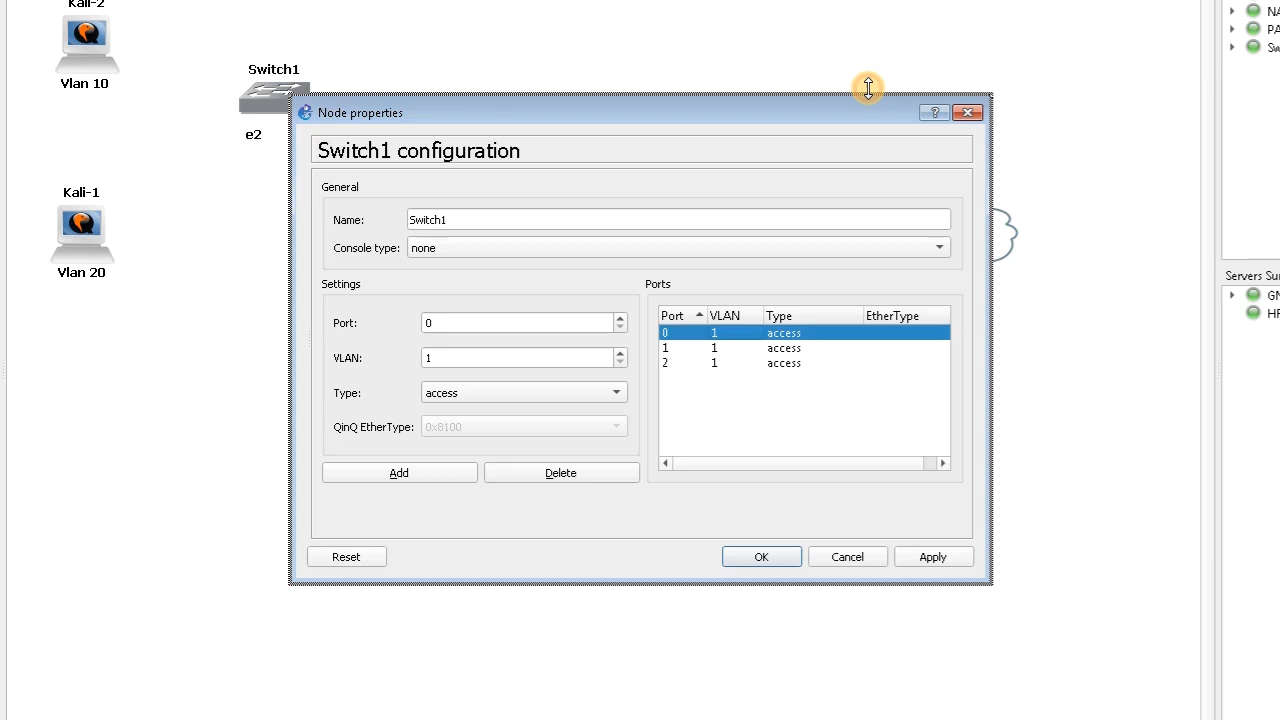 Kali-2
Vlan 10
Switch1
e2
Kali-1
Vlan 20
Node properties
?
Switch1 configuration
General
Name: Switch1
Console type: none
Settings
Port: 0
VLAN: 1
Type: access
QinQ EtherType: 0x8100
Add Delete
Ports
Port VLAN Type EtherType
0 1 access
1 1 access
2 1 access
Reset OK Cancel Apply
NA
PA
Sw
Servers Su
GN